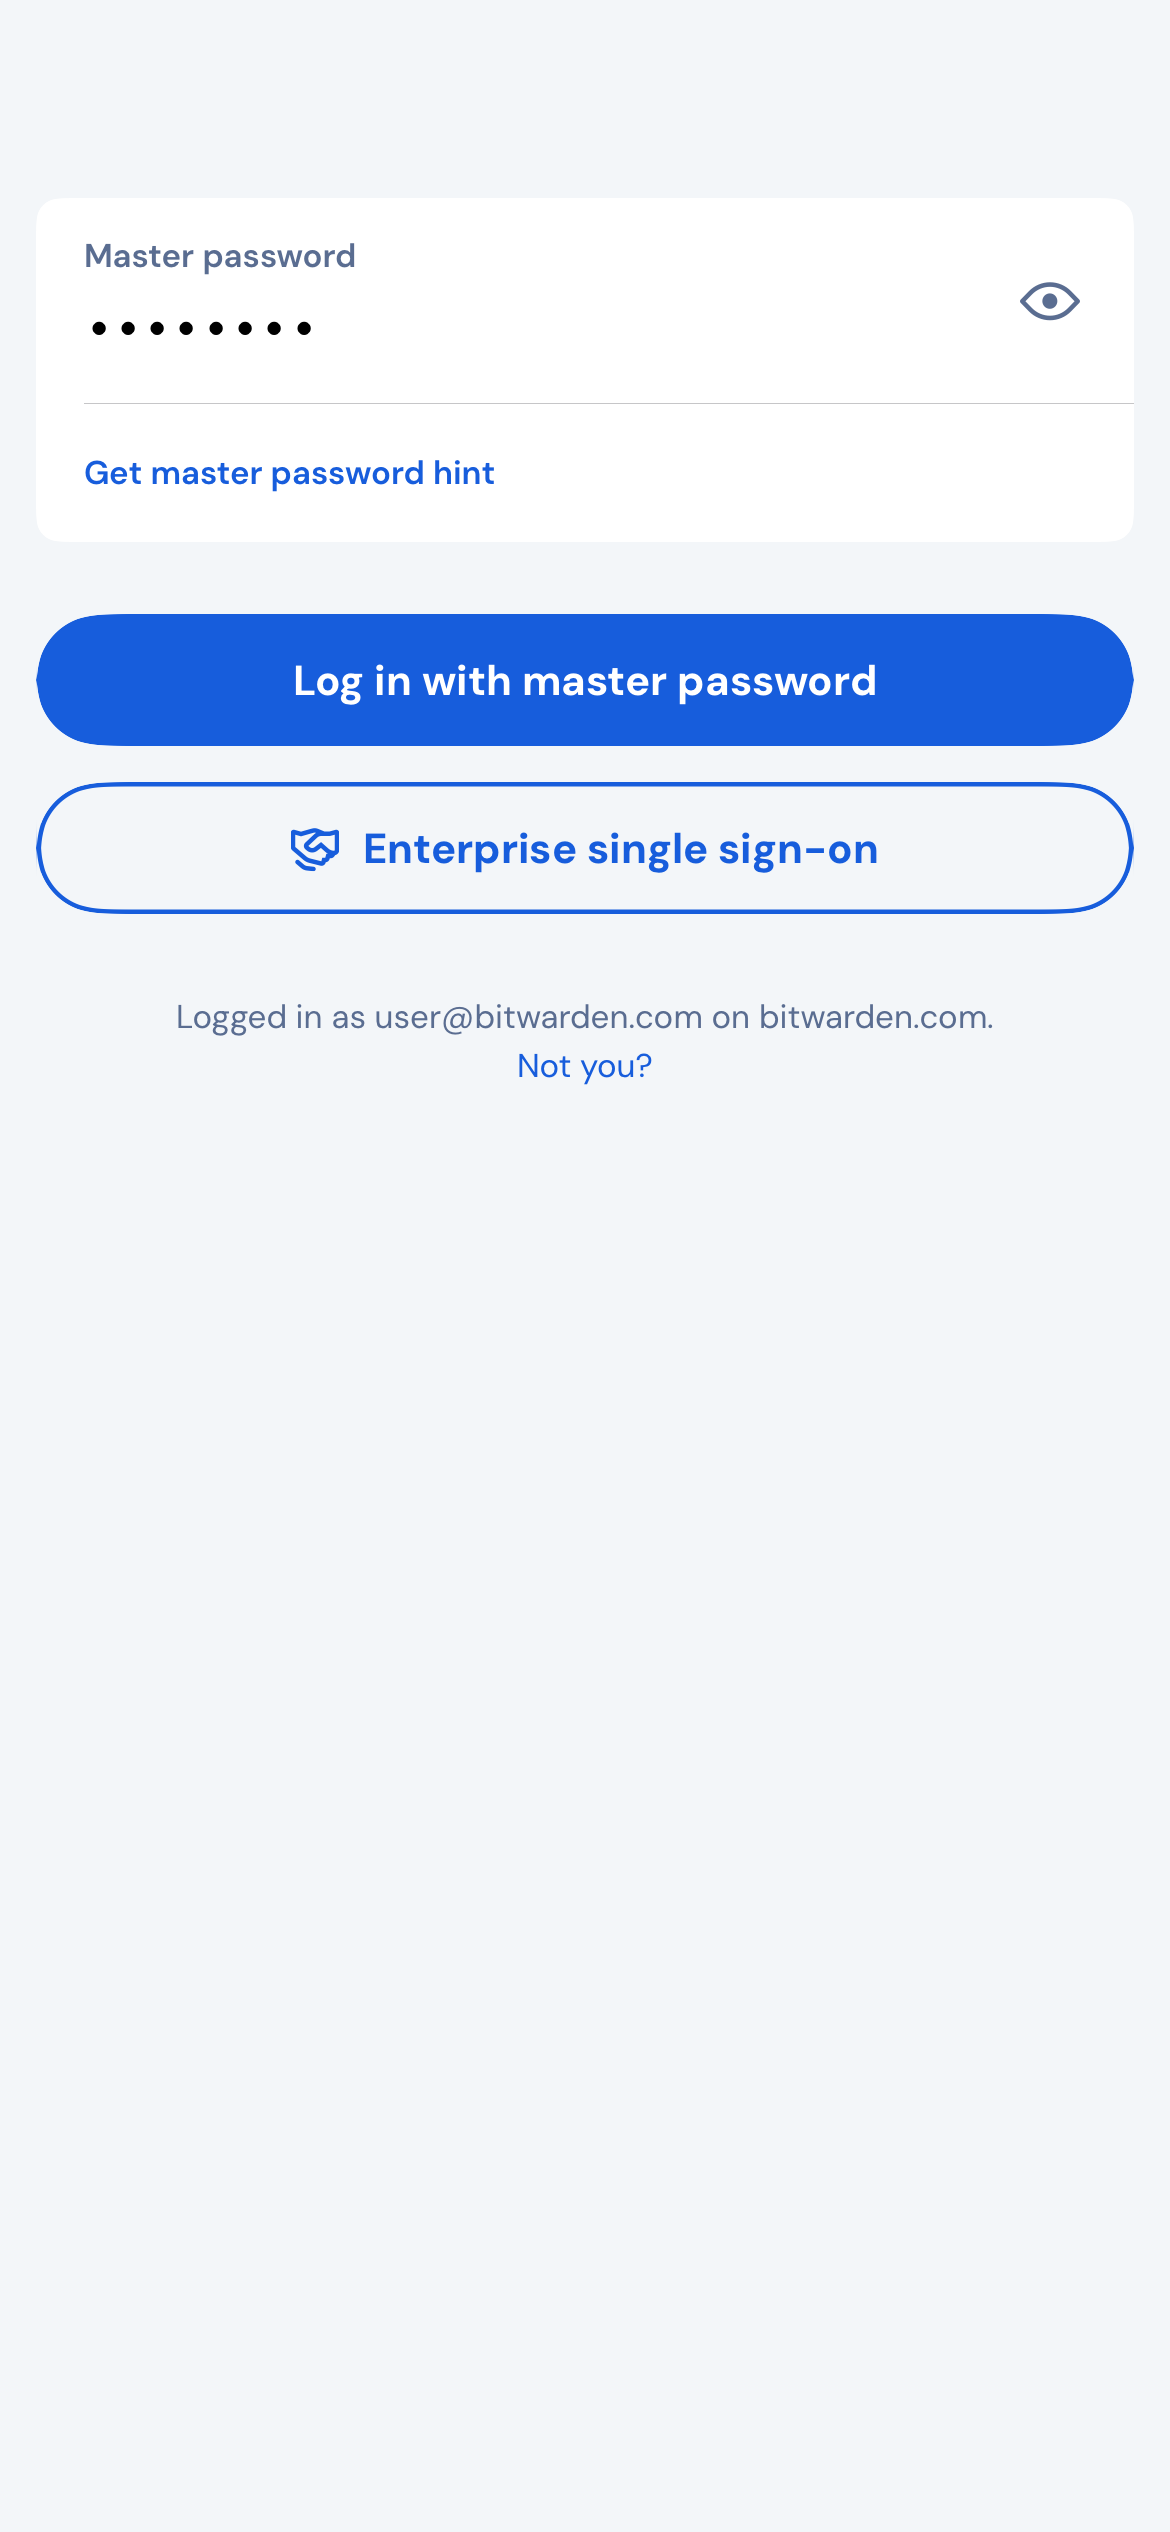 Master password
••••••••
Get master password hint
Log in with master password
Enterprise single sign-on
Logged in as user@bitwarden.com on bitwarden.com.
Not you?